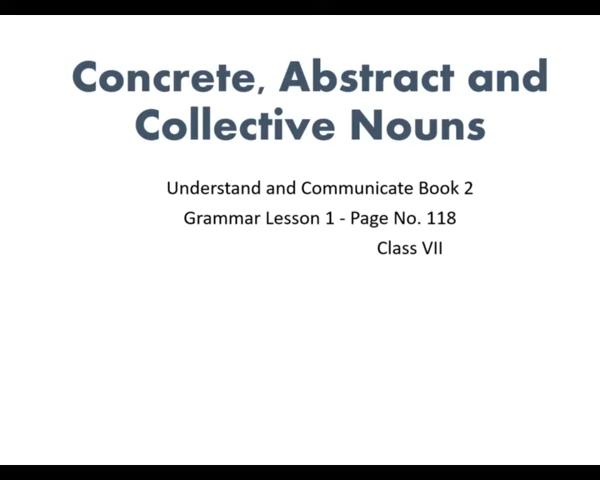 Concrete, Abstract and
Collective Nouns
Understand and Communicate Book 2
Grammar Lesson 1 - Page No. 118
Class VII